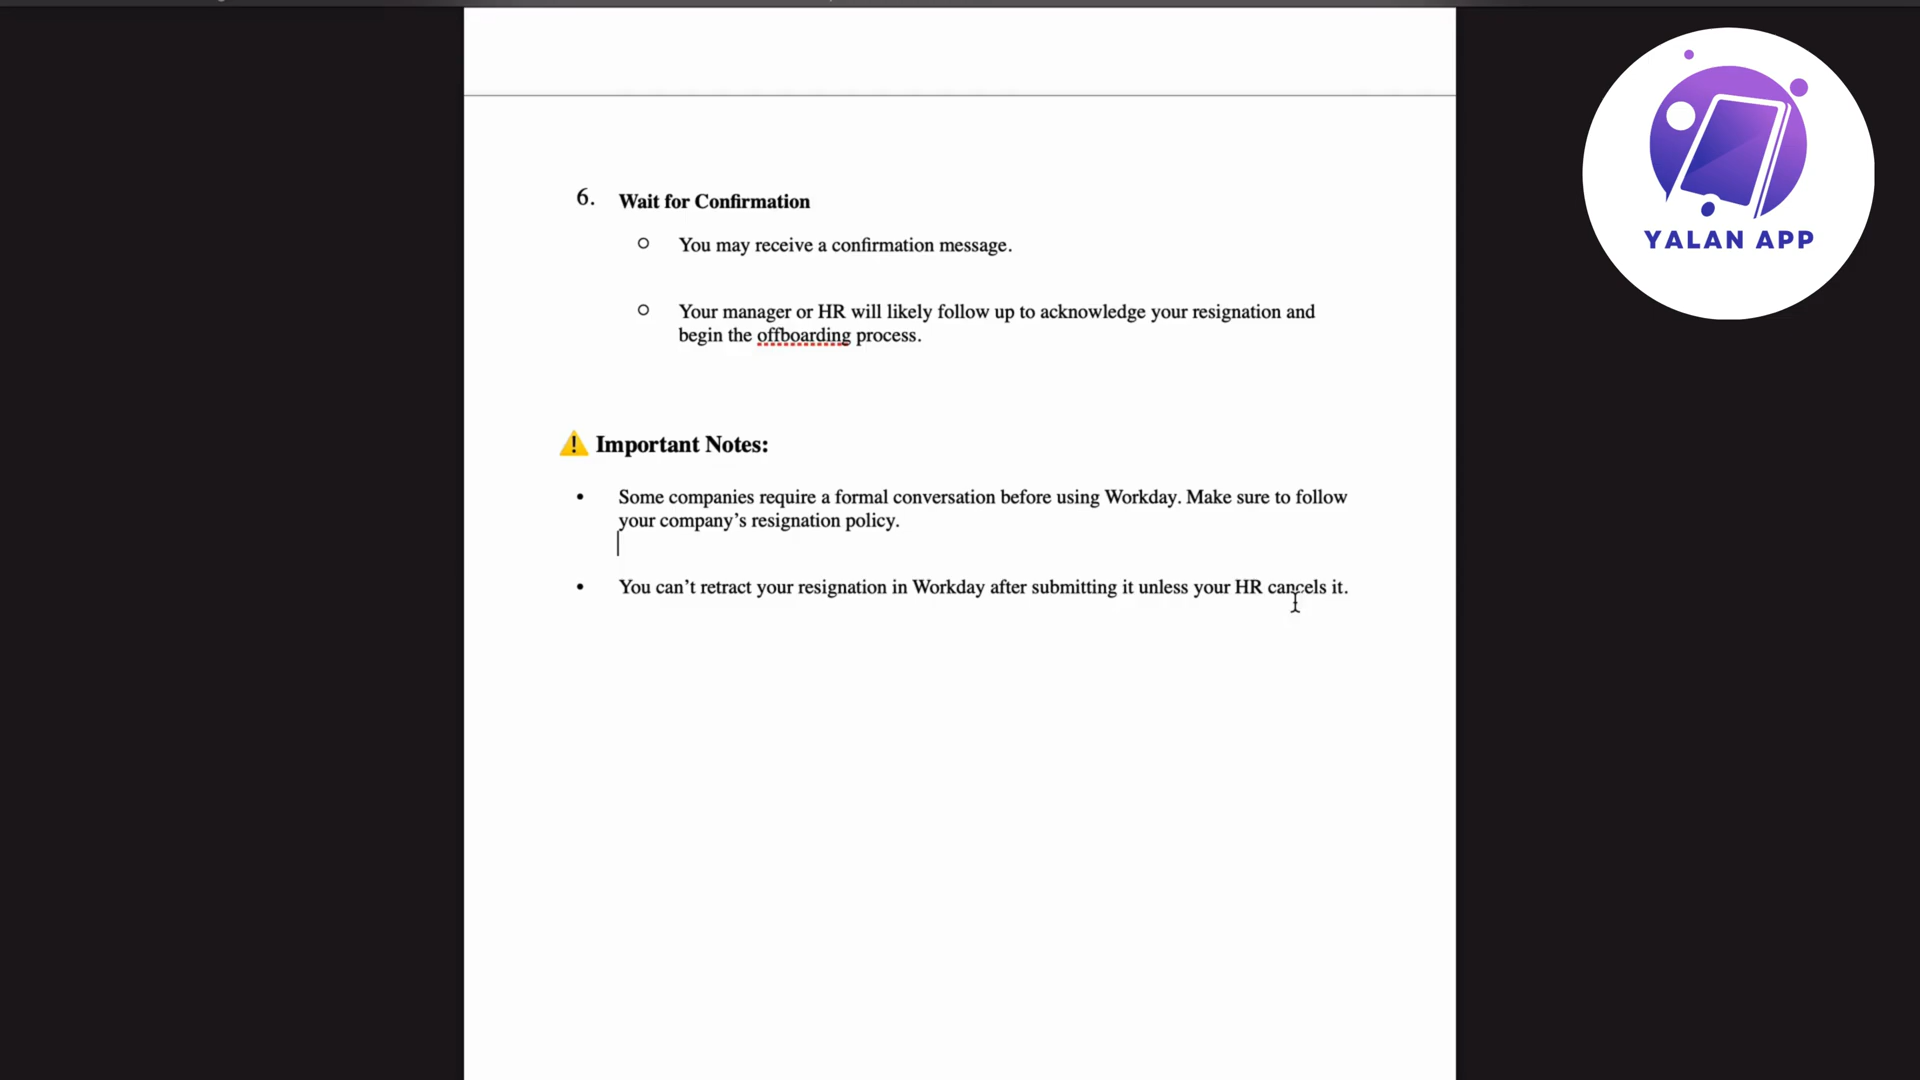 YALAN APP
6. Wait for Confirmation
You may receive a confirmation message.
Your manager or HR will likely follow up to acknowledge your resignation and
begin the offboarding process.
⚠️ Important Notes:
• Some companies require a formal conversation before using Workday. Make sure to follow
your company’s resignation policy.
• You can’t retract your resignation in Workday after submitting it unless your HR cancels it.